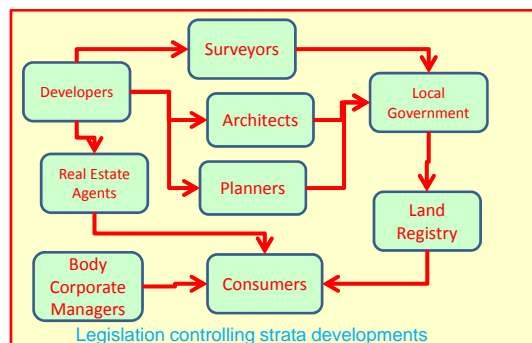 Surveyors
Developers
Local
Government
Architects
Real Estate
Agents
Planners
Land
Registry
Body
Corporate
Managers
Consumers
Legislation controlling strata developments